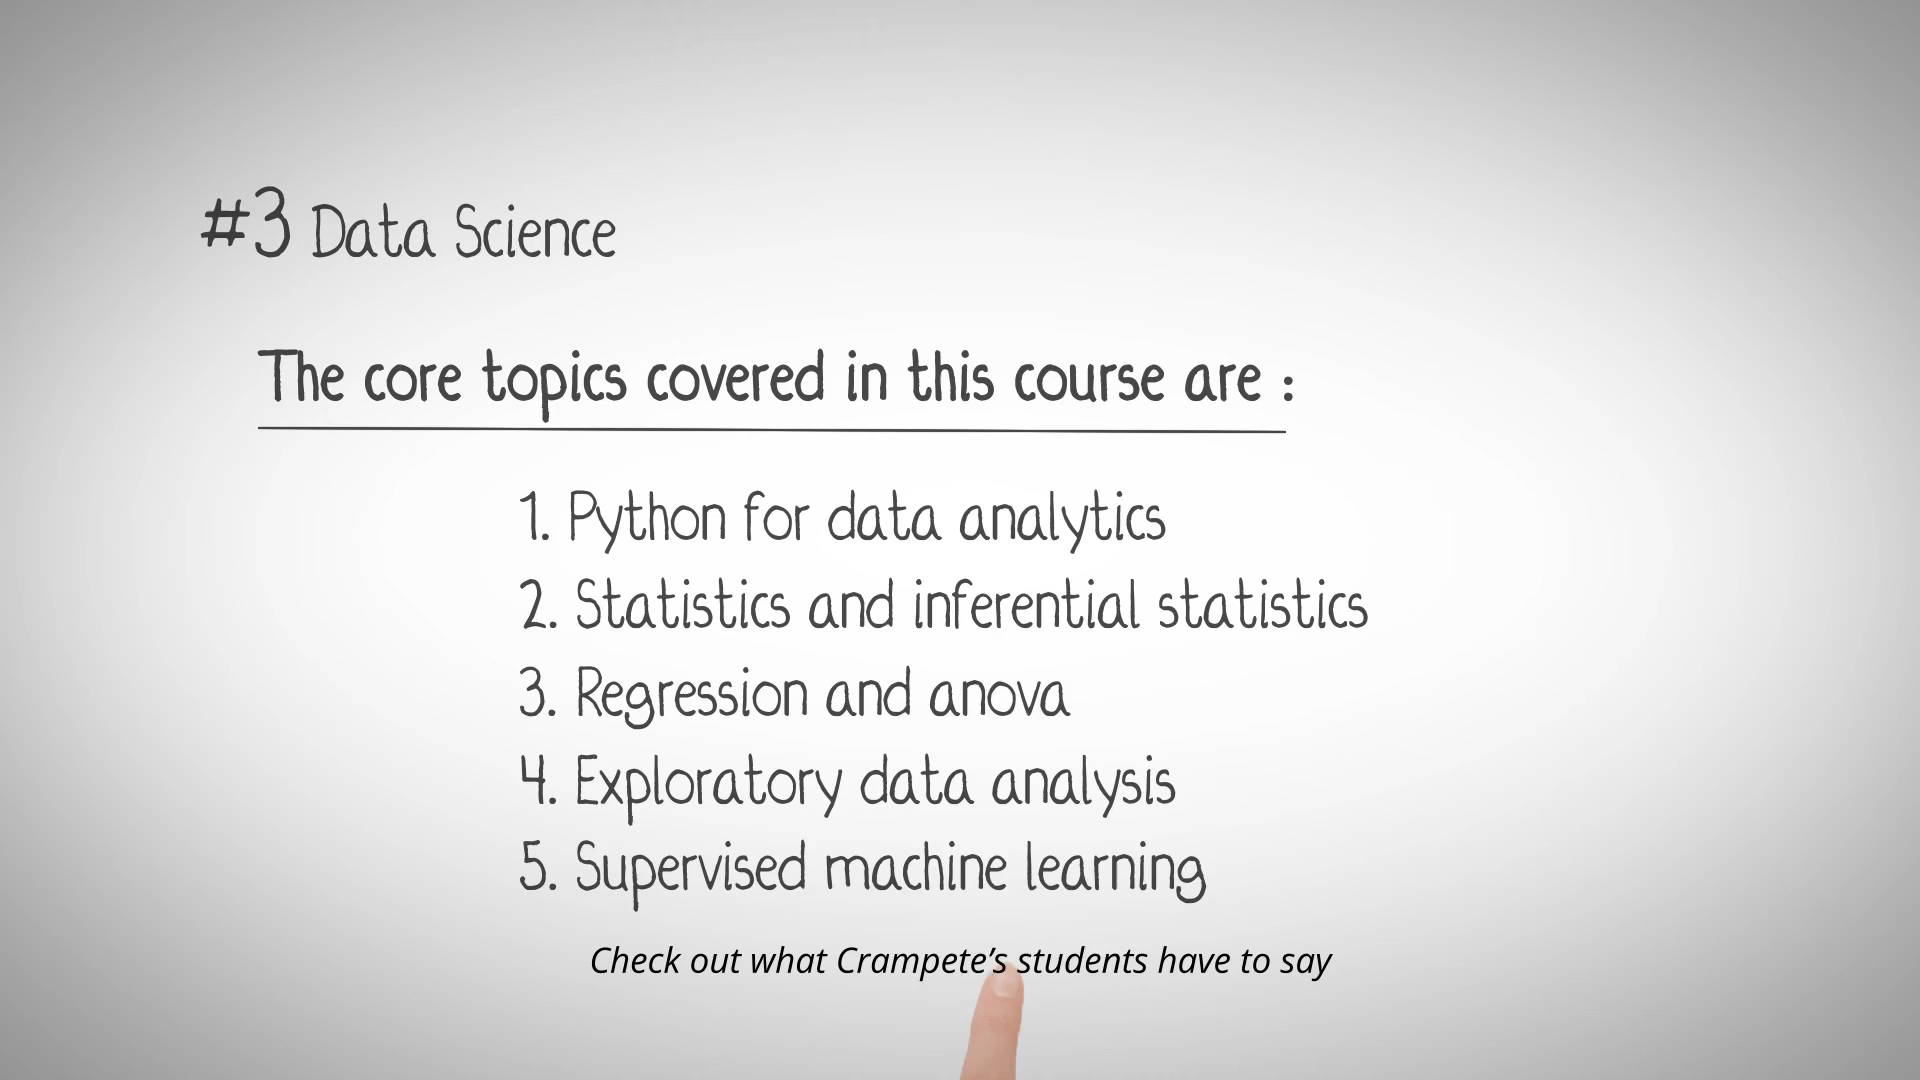 #3 Data Science
The core topics covered in this course are :
1. Python for data analytics
2. Statistics and inferential statistics
3. Regression and anova
4. Exploratory data analysis
5. Supervised machine learning
Check out what Crampete’s students have to say